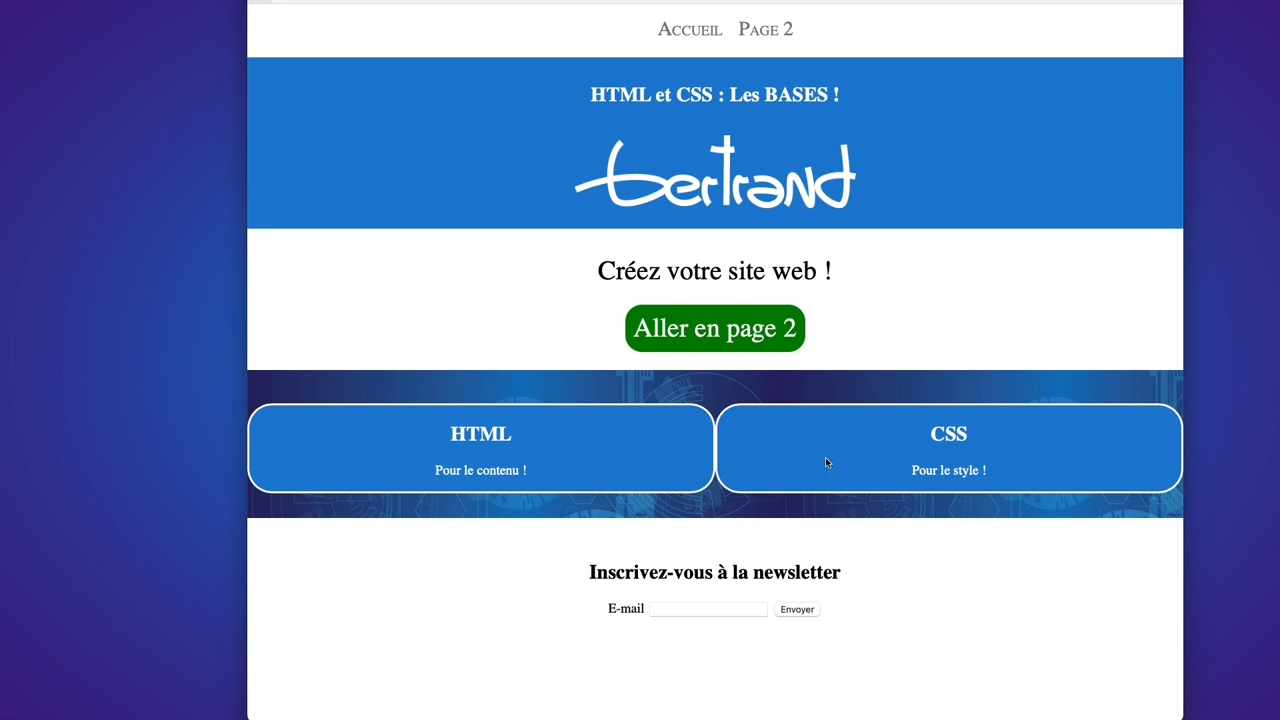 Accueil Page 2
HTML et CSS : Les BASES !
bertrand
Créez votre site web !
Aller en page 2
HTML
Pour le contenu !
CSS
Pour le style !
Inscrivez-vous à la newsletter
E-mail Envoyer